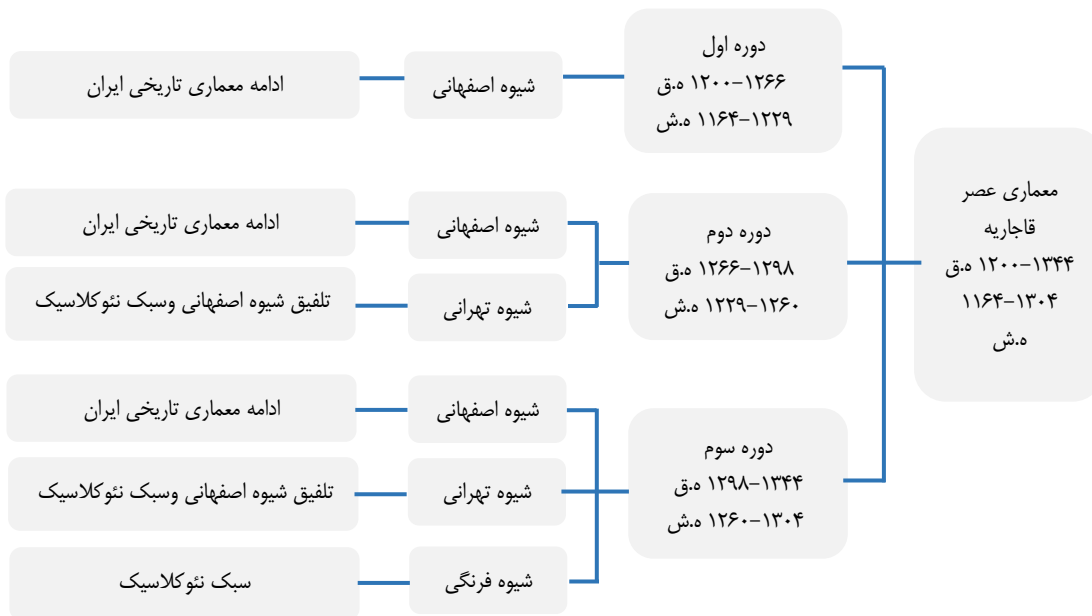 معماری عصر
قاجاریه
۱۲۰۰-۱۳۴۴ ه.ق
۱۱۶۴-۱۳۰۴
ه.ش
دوره اول
۱۲۰۰-۱۲۶۶ ه.ق
۱۱۶۴-۱۲۲۹ ه.ش
شیوه اصفهانی
ادامه معماری تاریخی ایران
دوره دوم
۱۲۶۶-۱۲۹۸ ه.ق
۱۲۲۹-۱۲۶۰ ه.ش
شیوه اصفهانی
ادامه معماری تاریخی ایران
شیوه تهرانی
تلفیق شیوه اصفهانی وسبک نئوکلاسیک
دوره سوم
۱۲۹۸-۱۳۴۴ ه.ق
۱۲۶۰-۱۳۰۴ ه.ش
شیوه اصفهانی
ادامه معماری تاریخی ایران
شیوه تهرانی
تلفیق شیوه اصفهانی وسبک نئوکلاسیک
شیوه فرنگی
سبک نئوکلاسیک